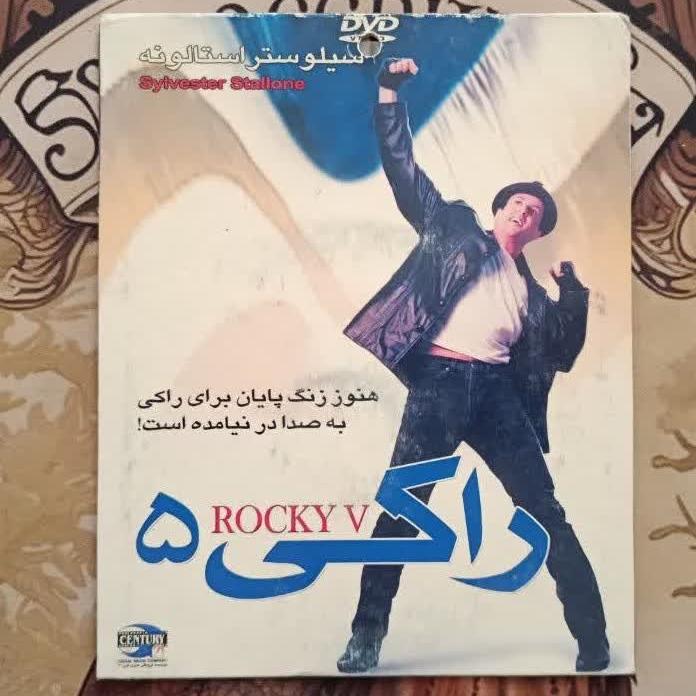 DVD
VIDEO
سیلوستر استالونه
Sylvester Stallone
هنوز زنگ پایان برای راکی
به صدا در نیامده است!
راکی ۵
ROCKY V
CENTURY